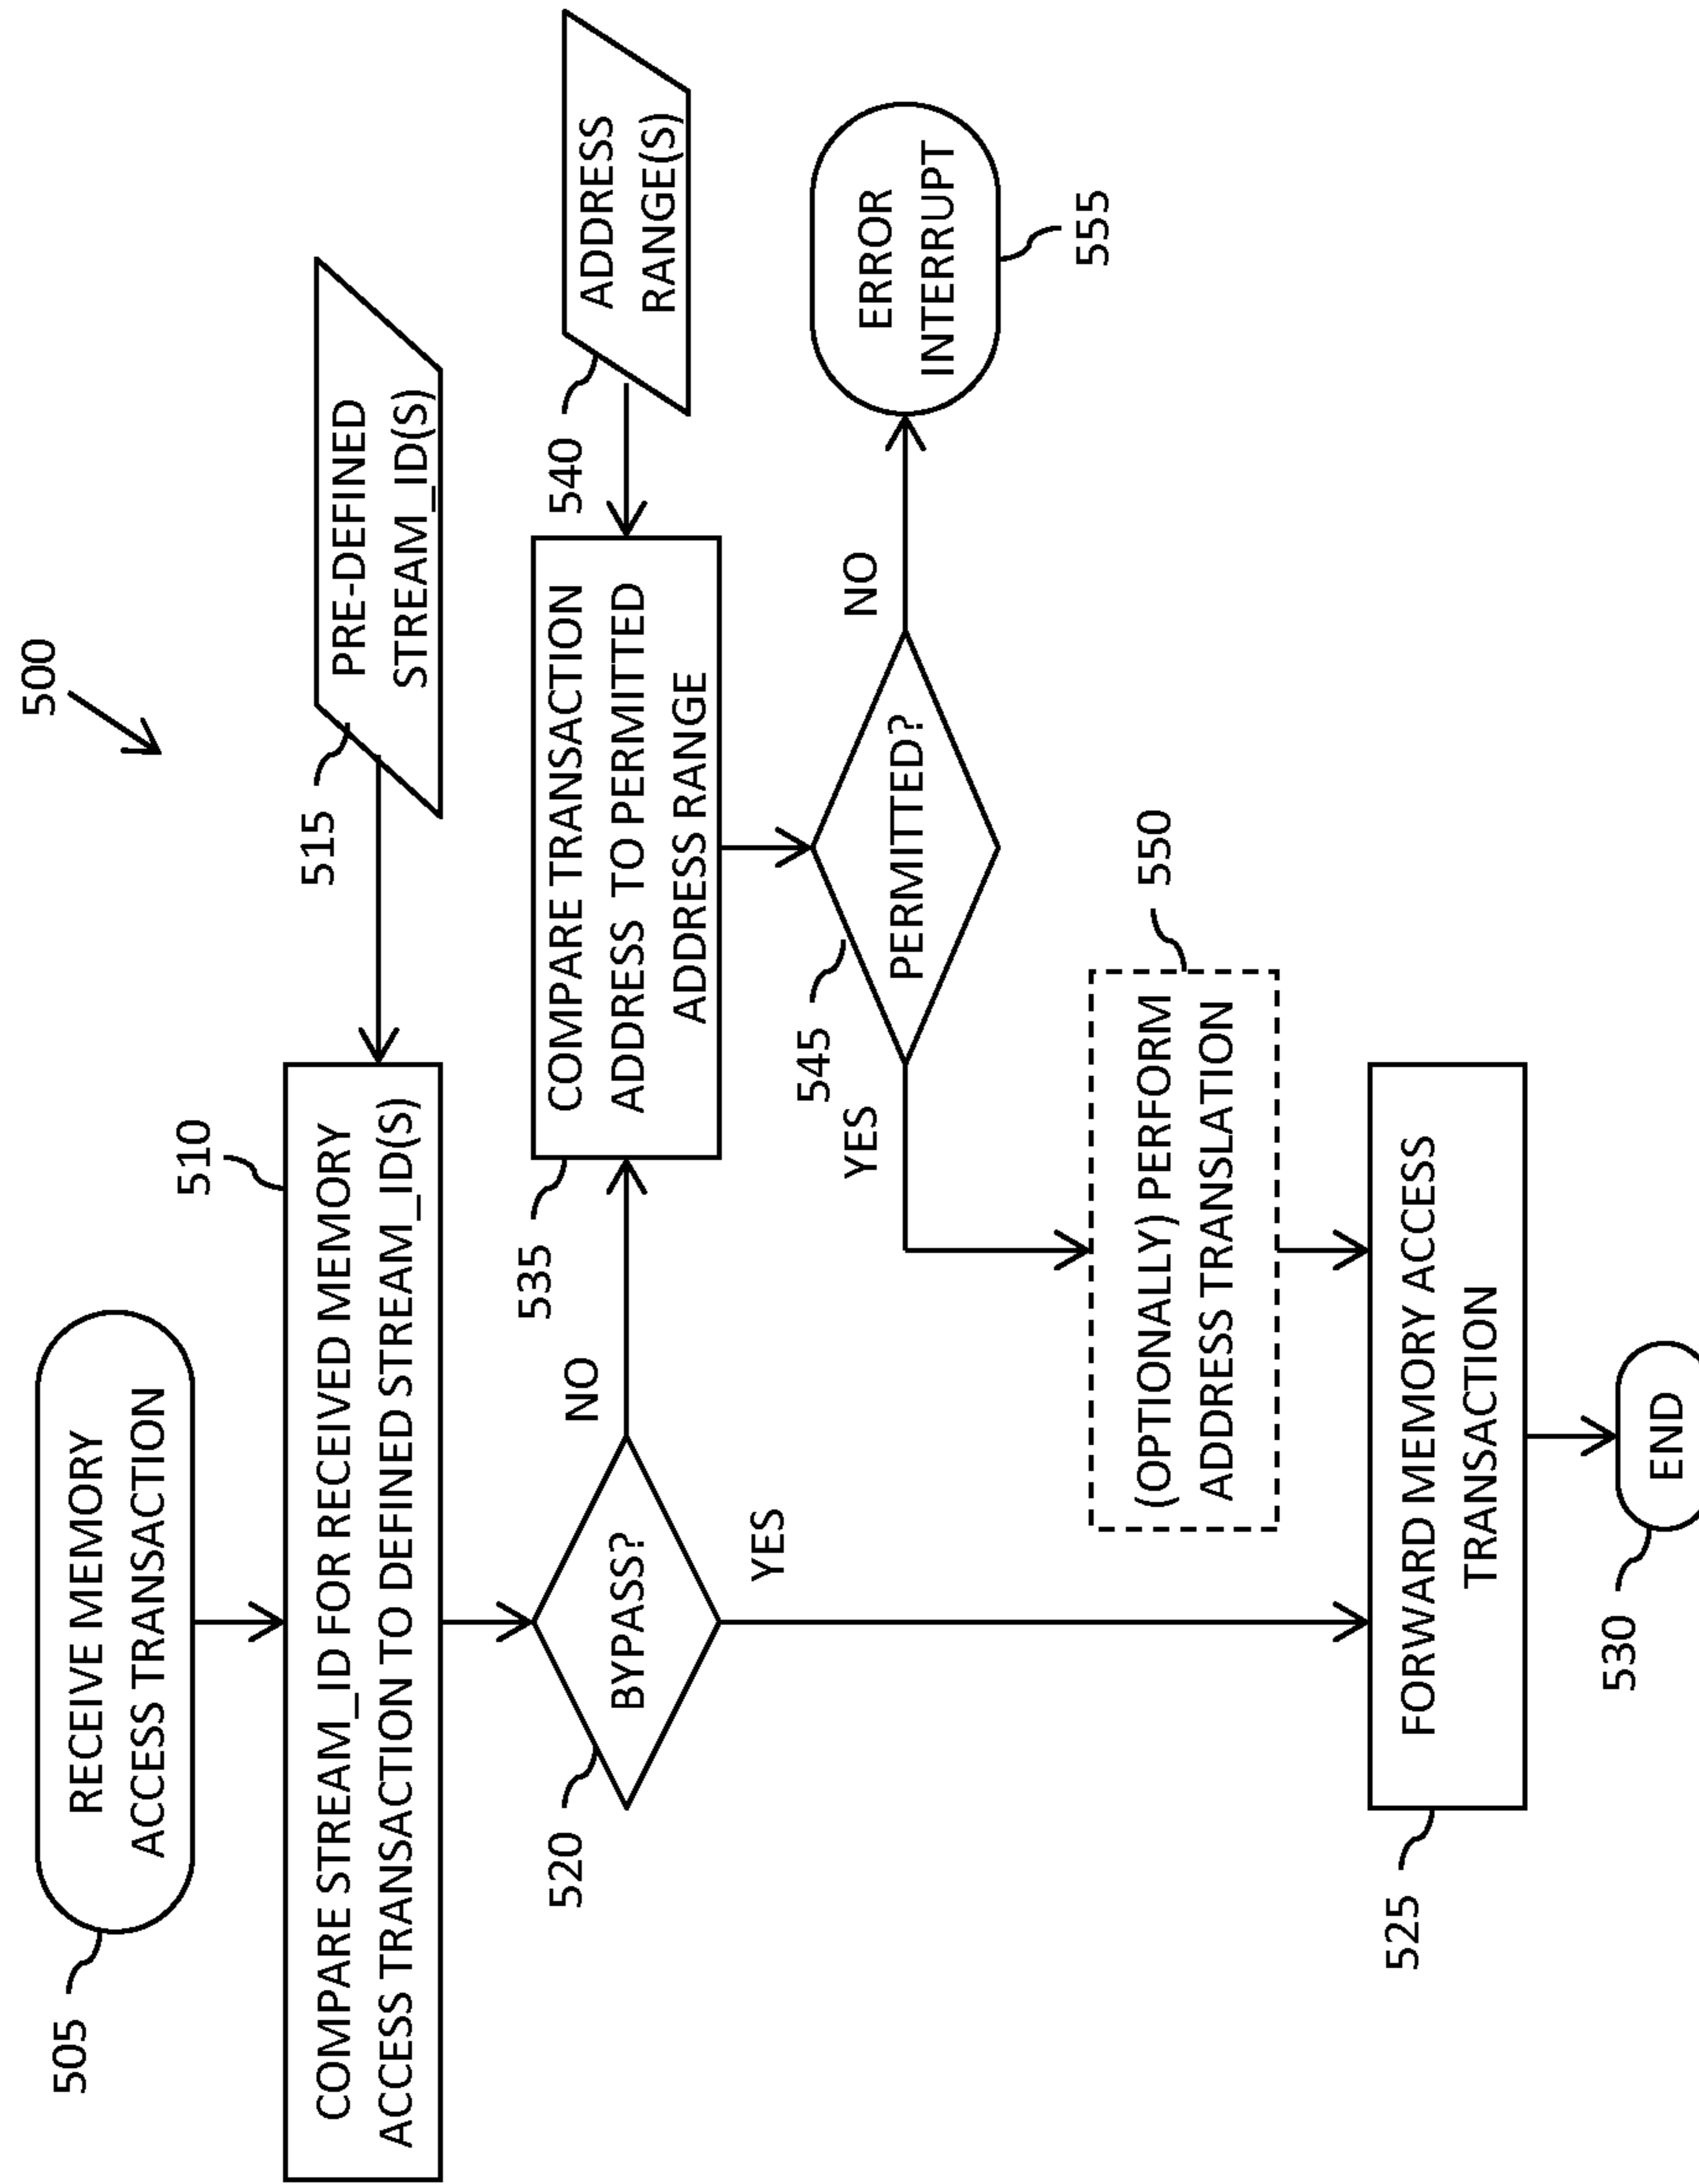 500
505
RECEIVE MEMORY
ACCESS TRANSACTION
510
COMPARE STREAM_ID FOR RECEIVED MEMORY
ACCESS TRANSACTION TO DEFINED STREAM_ID(S)
515
PRE-DEFINED
STREAM_ID(S)
520
BYPASS?
NO
YES
535
COMPARE TRANSACTION
ADDRESS TO PERMITTED
ADDRESS RANGE
540
ADDRESS
RANGE(S)
545
PERMITTED?
NO
YES
ERROR
INTERRUPT
555
550
(OPTIONALLY) PERFORM
ADDRESS TRANSLATION
525
FORWARD MEMORY ACCESS
TRANSACTION
530
END